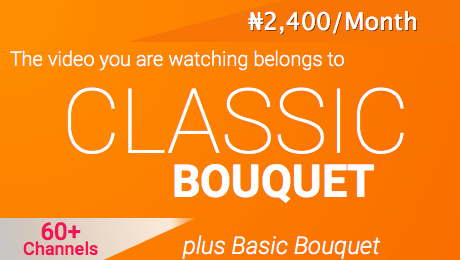 ₦2,400/Month
The video you are watching belongs to
CLASSIC
BOUQUET
60+
Channels
plus Basic Bouquet